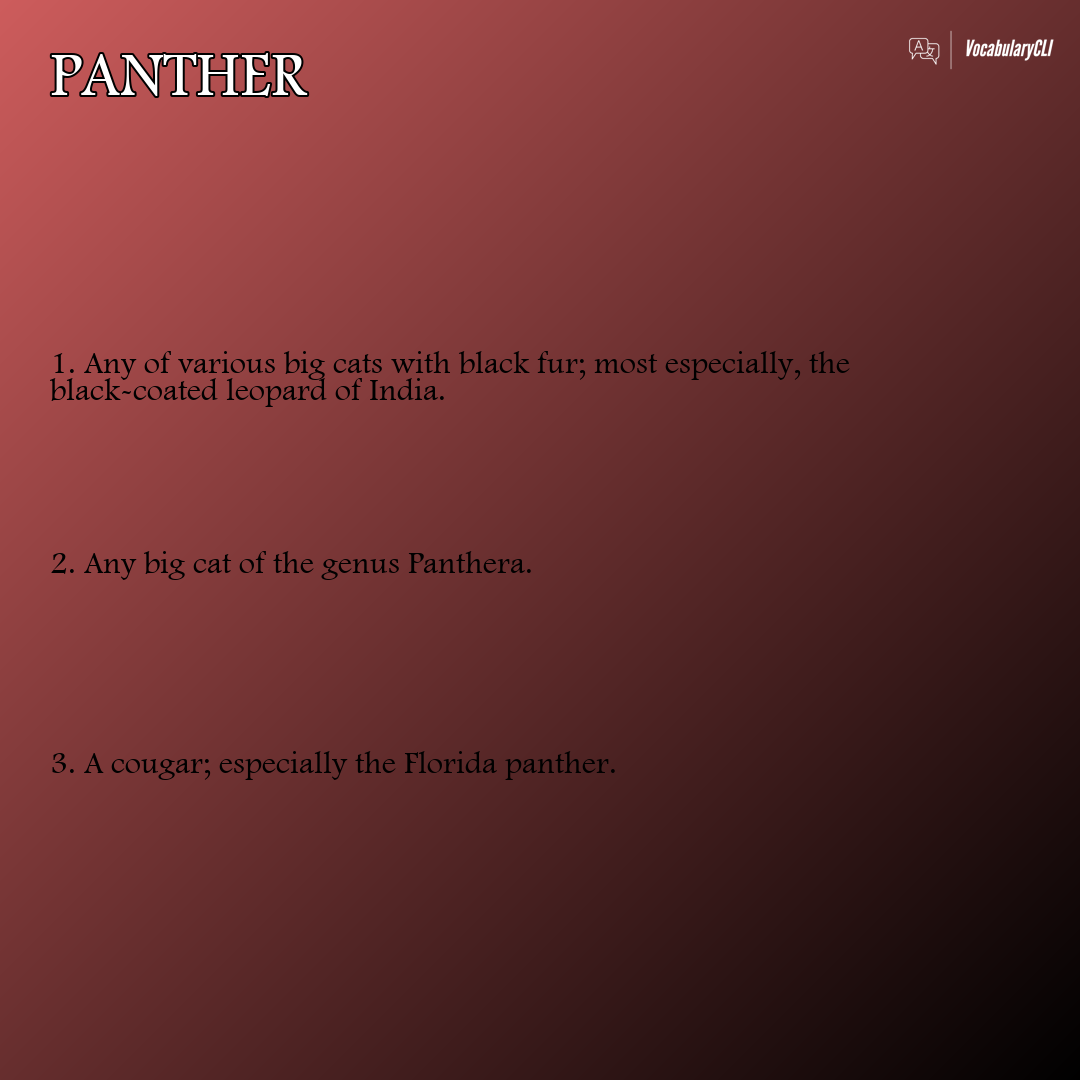 PANTHER
VocabularyCLI
1. Any of various big cats with black fur; most especially, the
black-coated leopard of India.
2. Any big cat of the genus Panthera.
3. A cougar; especially the Florida panther.